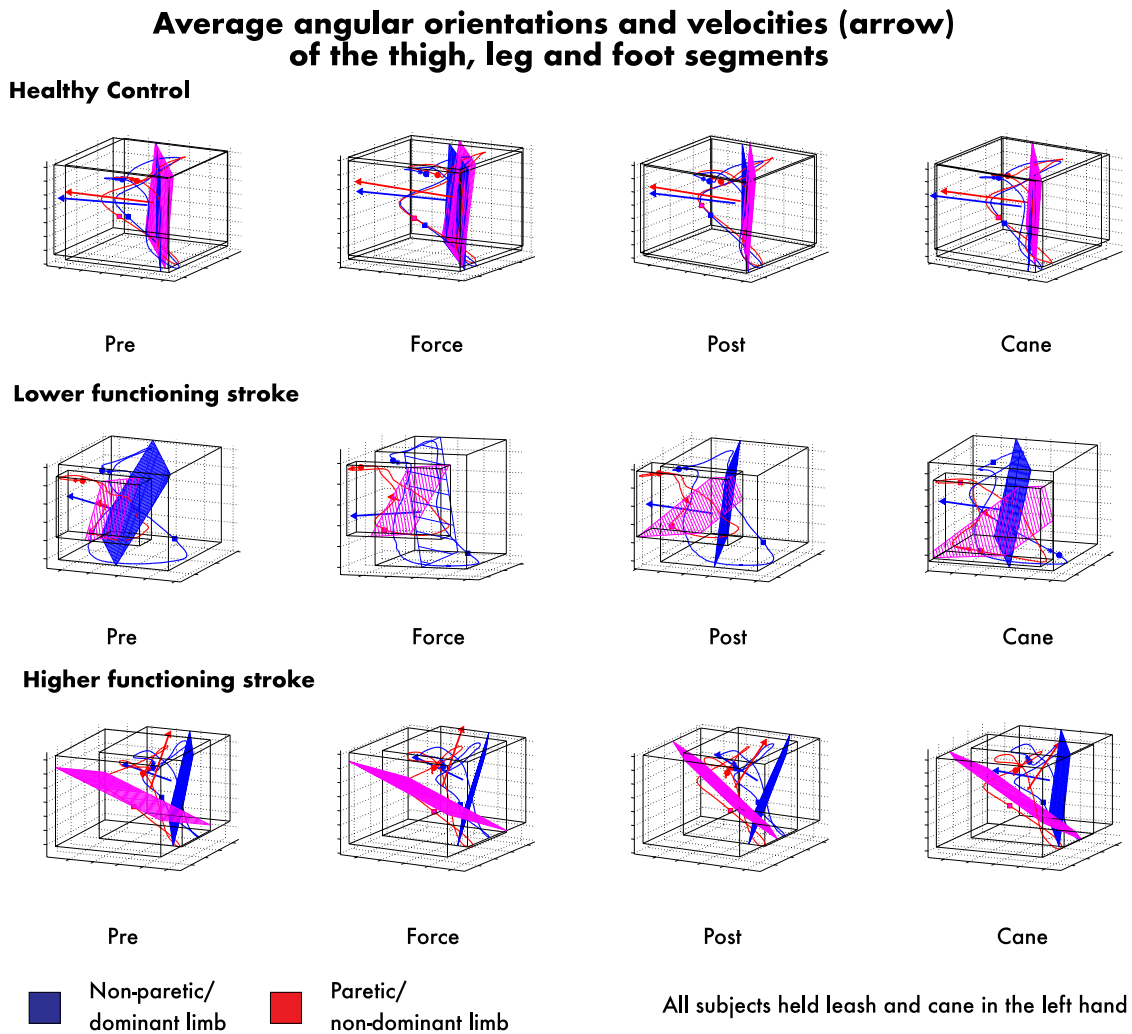 Average angular orientations and velocities (arrow)
of the thigh, leg and foot segments
Healthy Control
Pre
Force
Post
Cane
Lower functioning stroke
Pre
Force
Post
Cane
Higher functioning stroke
Pre
Force
Post
Cane
Non-paretic/
dominant limb
Paretic/
non-dominant limb
All subjects held leash and cane in the left hand